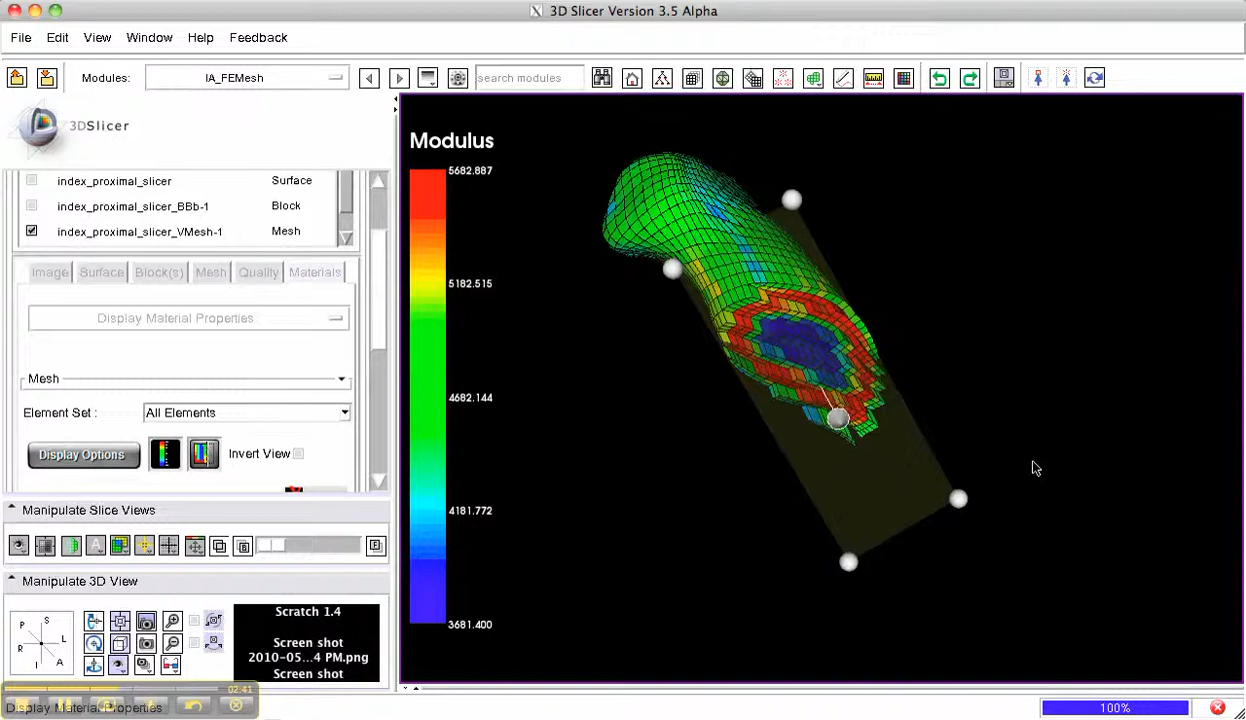 3D Slicer Version 3.5 Alpha
File Edit View Window Help Feedback
Modules: IA_FEMesh search modules
3DSlicer
index_proximal_slicer Surface
index_proximal_slicer_BBb-1 Block
index_proximal_slicer_VMesh-1 Mesh
Image Surface Block(s) Mesh Quality Materials
Display Material Properties
Mesh
Element Set : All Elements
Display Options Invert View
Manipulate Slice Views
Manipulate 3D View
P S L R I A
Scratch 1.4
Screen shot
2010-05...4 PM.png
Screen shot
02:41
Display Material Properties
Modulus
5682.887
5182.515
4682.144
4181.772
3681.400
100%